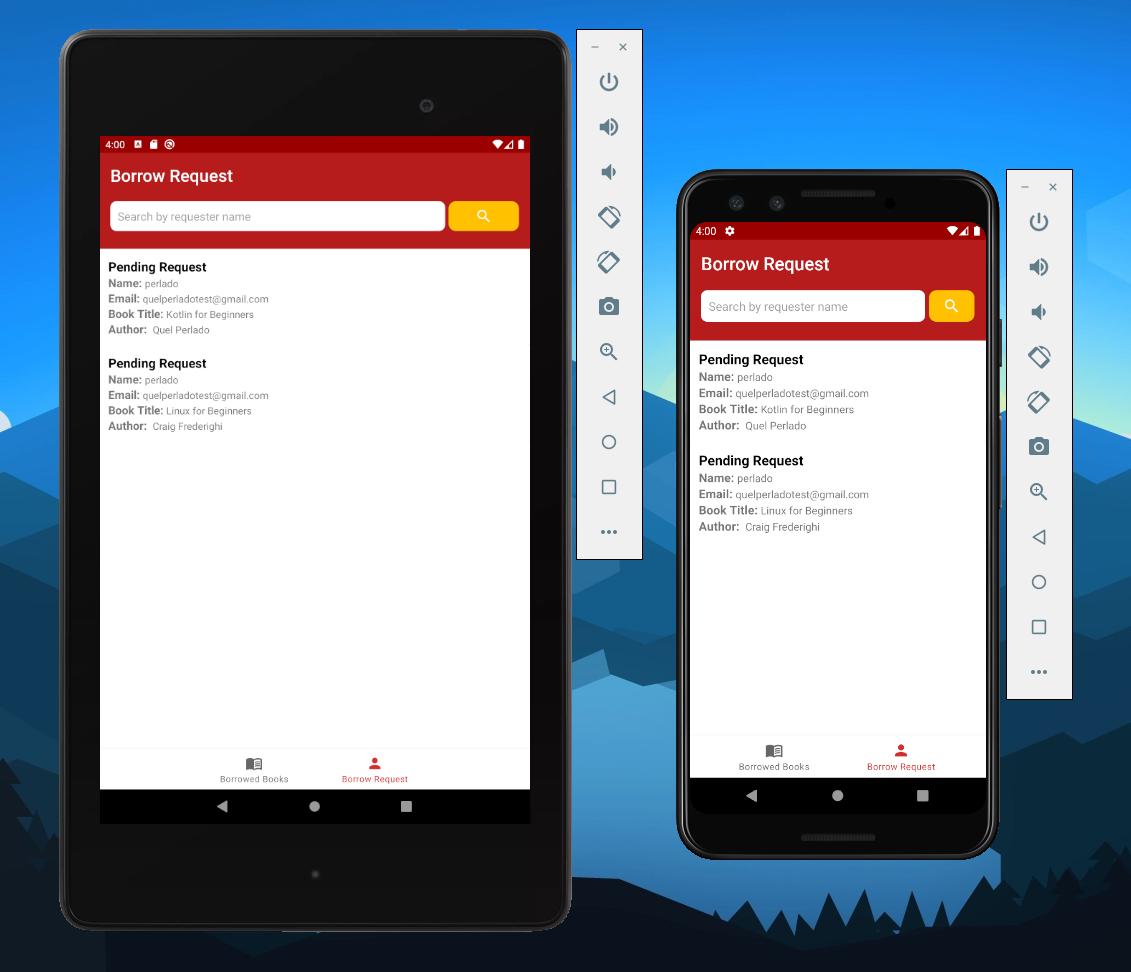 4:00
Borrow Request
Search by requester name
Pending Request
Name: perlado
Email: quelperladotest@gmail.com
Book Title: Kotlin for Beginners
Author: Quel Perlado
Pending Request
Name: perlado
Email: quelperladotest@gmail.com
Book Title: Linux for Beginners
Author: Craig Frederighi
Borrowed Books
Borrow Request
4:00
Borrow Request
Search by requester name
Pending Request
Name: perlado
Email: quelperladotest@gmail.com
Book Title: Kotlin for Beginners
Author: Quel Perlado
Pending Request
Name: perlado
Email: quelperladotest@gmail.com
Book Title: Linux for Beginners
Author: Craig Frederighi
Borrowed Books
Borrow Request